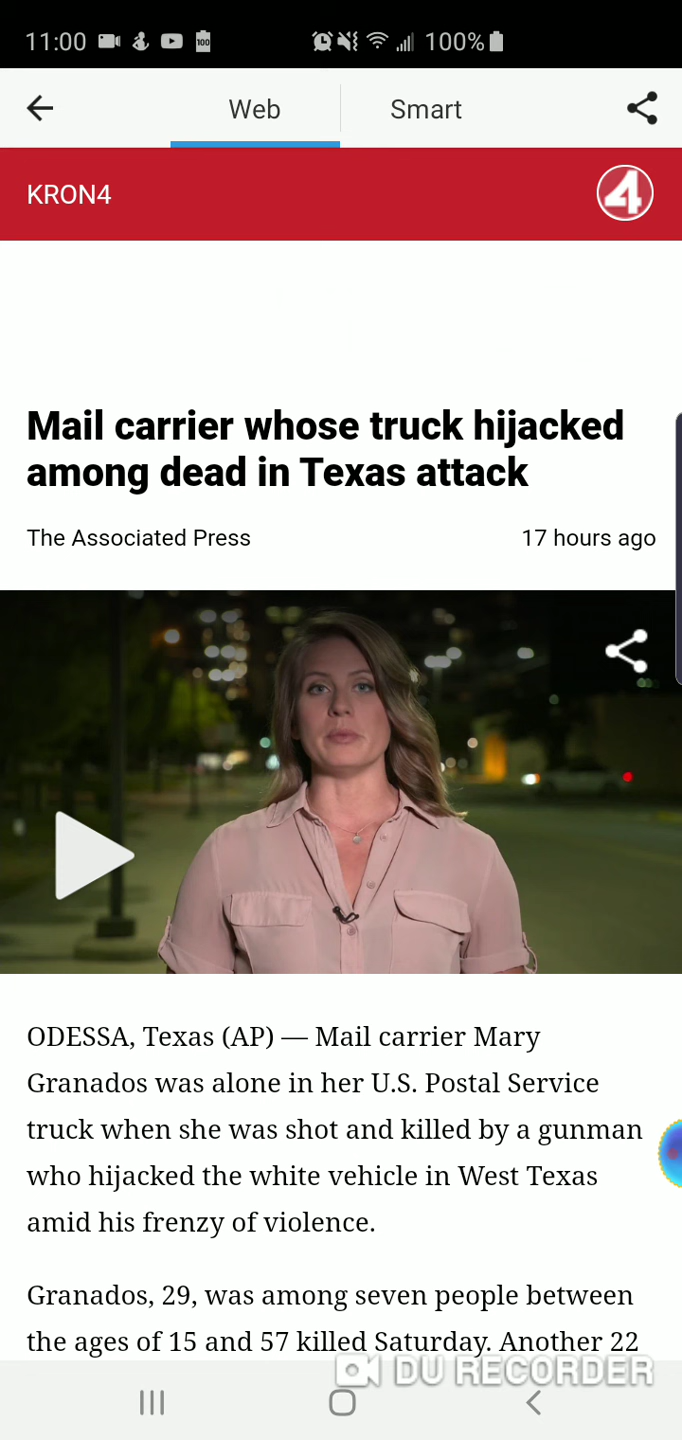 11:00 100 100%
Web Smart
KRON4 4
Mail carrier whose truck hijacked
among dead in Texas attack
The Associated Press 17 hours ago
ODESSA, Texas (AP) — Mail carrier Mary
Granados was alone in her U.S. Postal Service
truck when she was shot and killed by a gunman
who hijacked the white vehicle in West Texas
amid his frenzy of violence.
Granados, 29, was among seven people between
the ages of 15 and 57 killed Saturday. Another 22
DU RECORDER